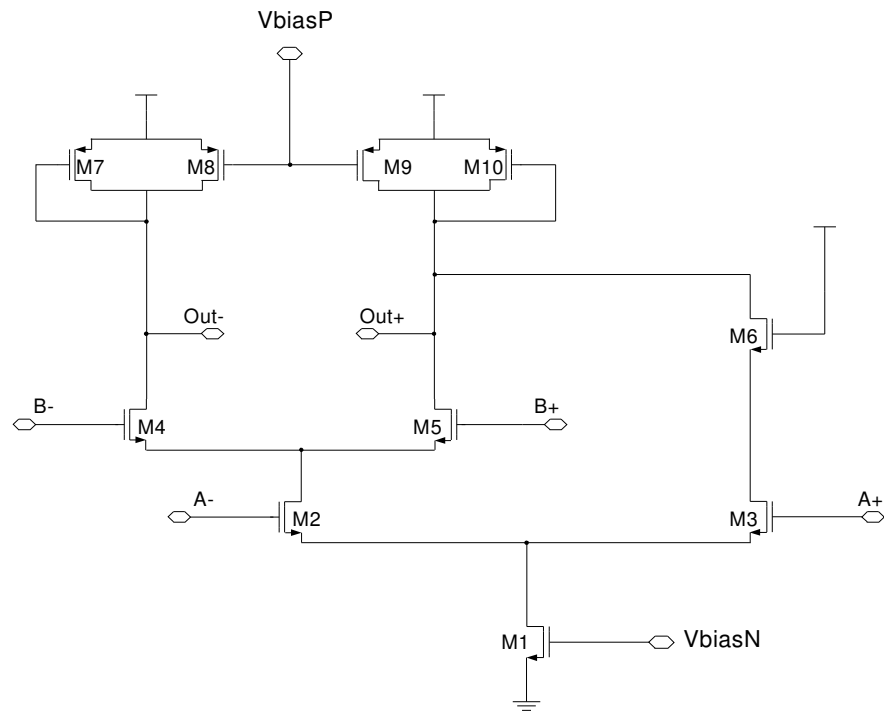 VbiasP
M7
M8
M9
M10
Out-
Out+
M6
B-
M4
M5
B+
A-
M2
M3
A+
M1
VbiasN